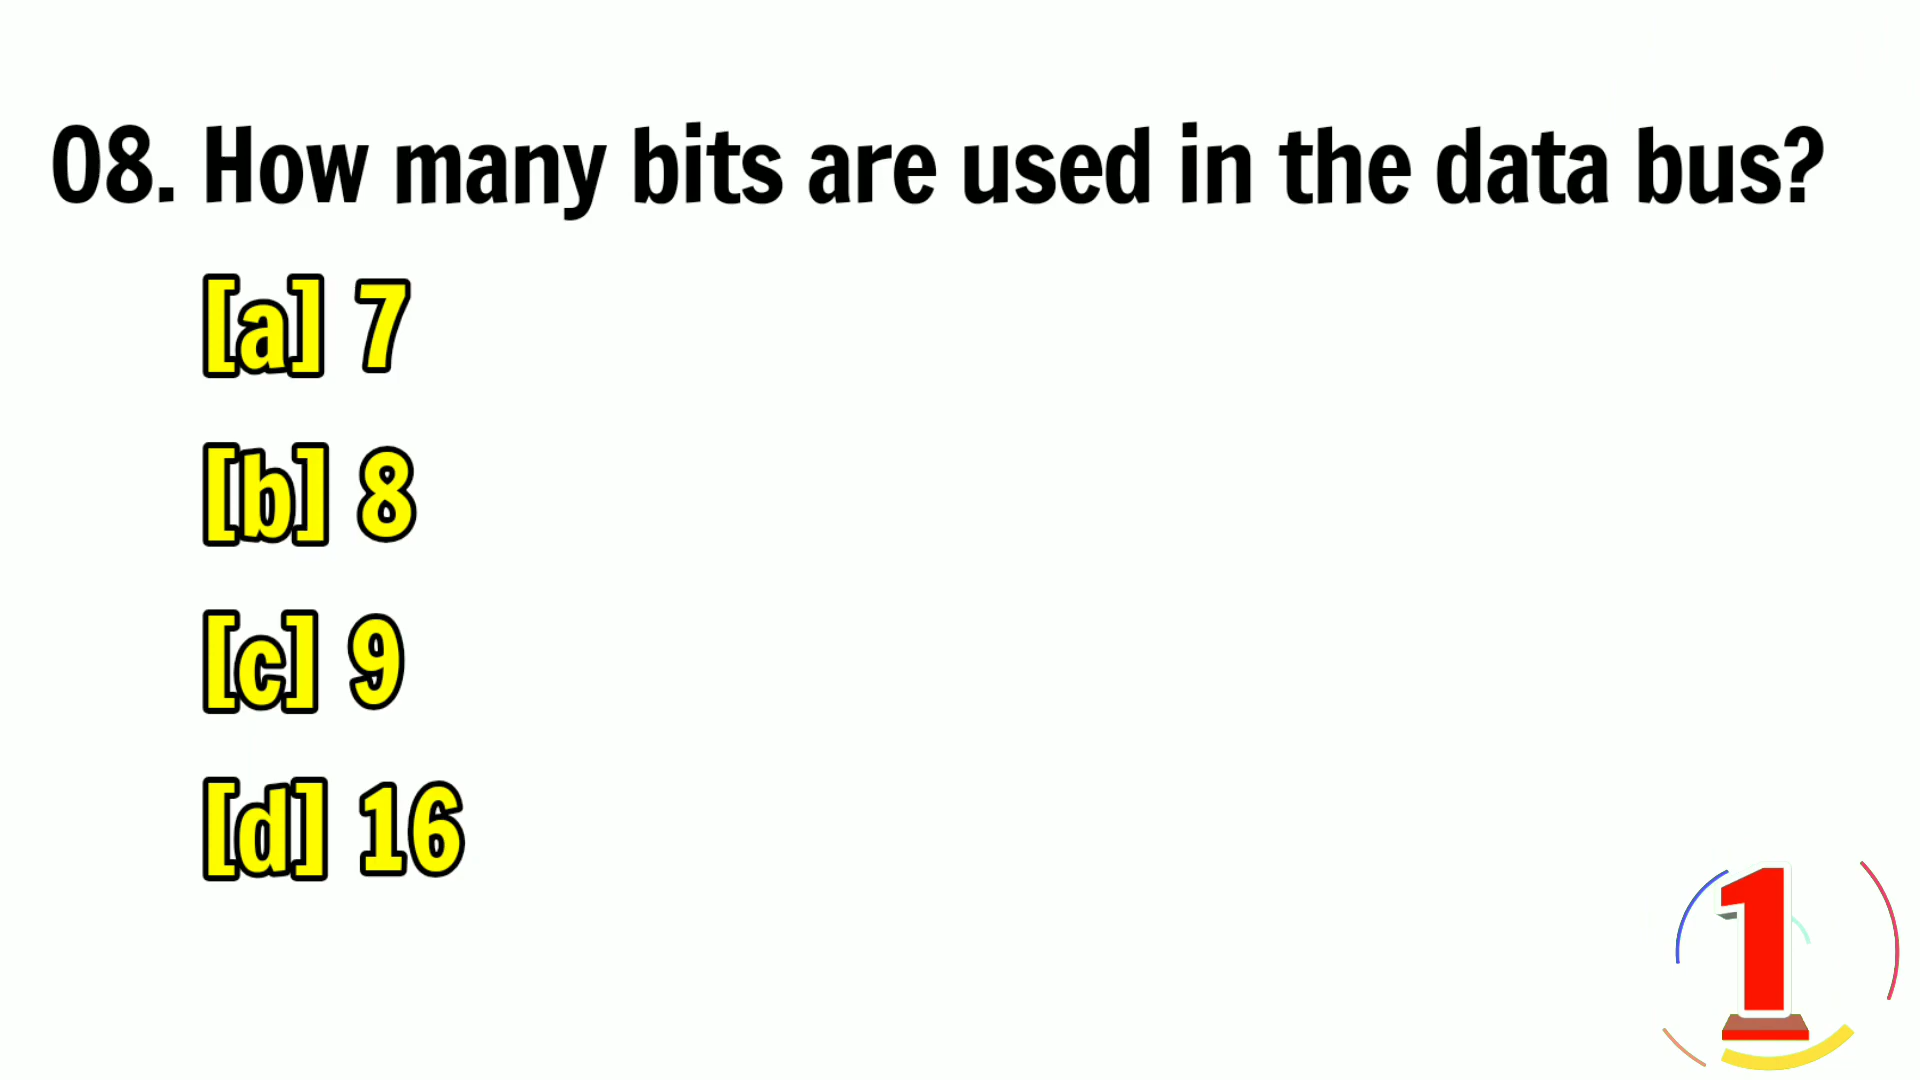 08. How many bits are used in the data bus?
[a] 7
[b] 8
[c] 9
[d] 16
1